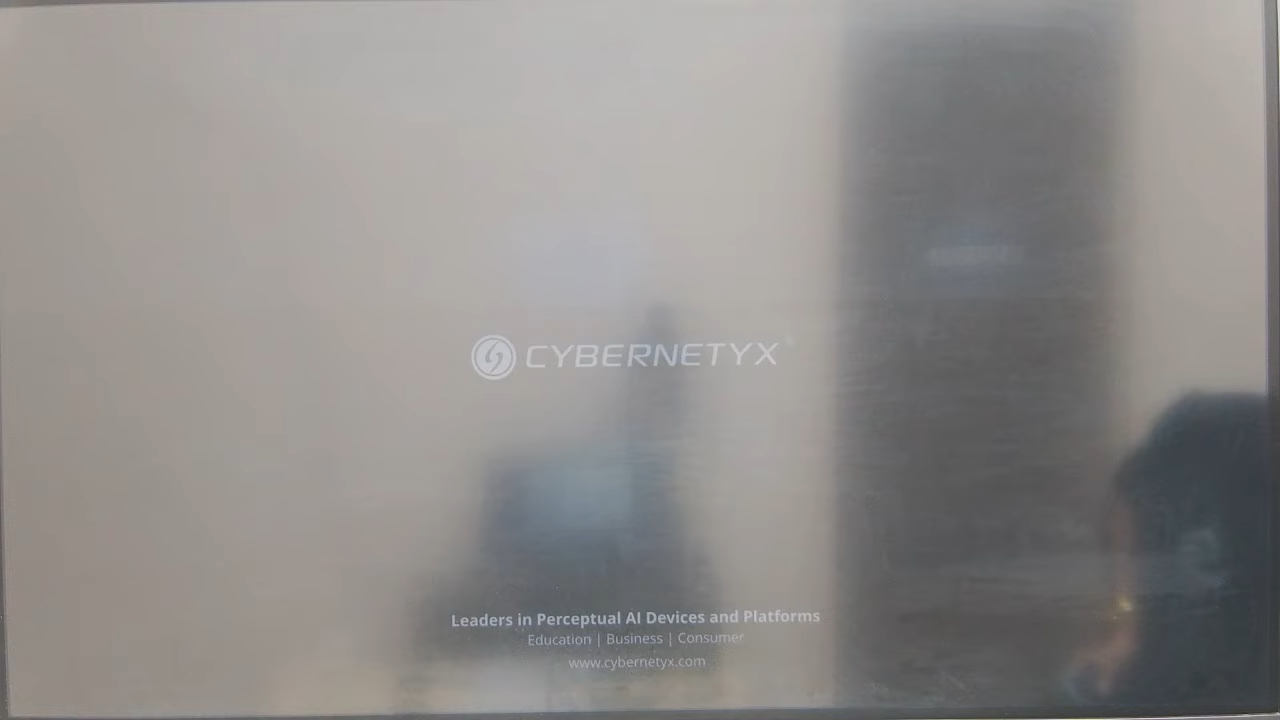 CYBERNETYX
Leaders in Perceptual AI Devices and Platforms
Education | Business | Consumer
www.cybernetyx.com